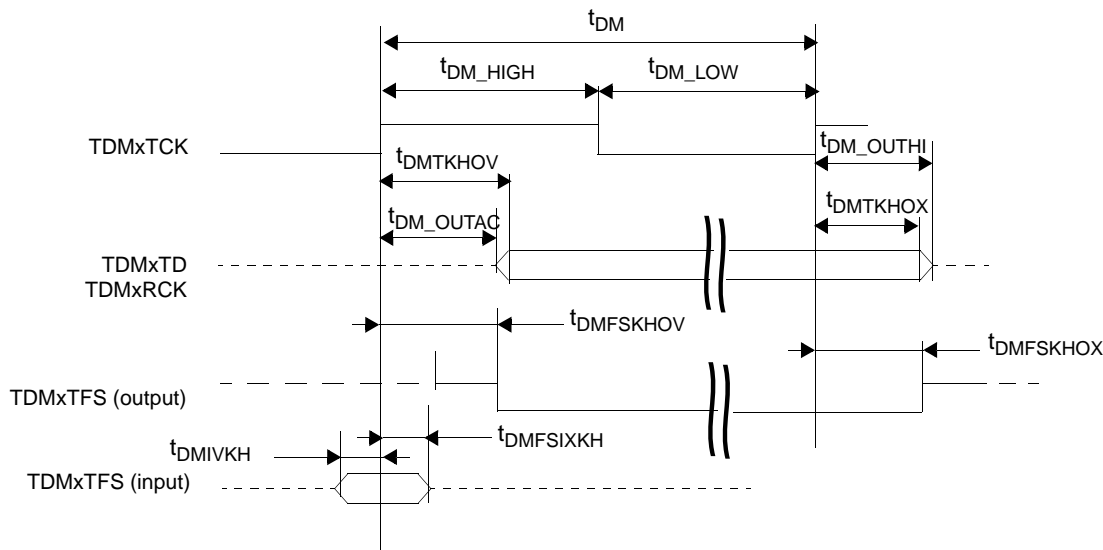 tDM
tDM_HIGH
tDM_LOW
TDMxTCK
tDM_OUTHI
tDMTKHOV
tDMTKHOX
tDM_OUTAC
TDMxTD
TDMxRCK
tDMFSKHOV
tDMFSKHOX
TDMxTFS (output)
tDMFSIXKH
tDMIVKH
TDMxTFS (input)